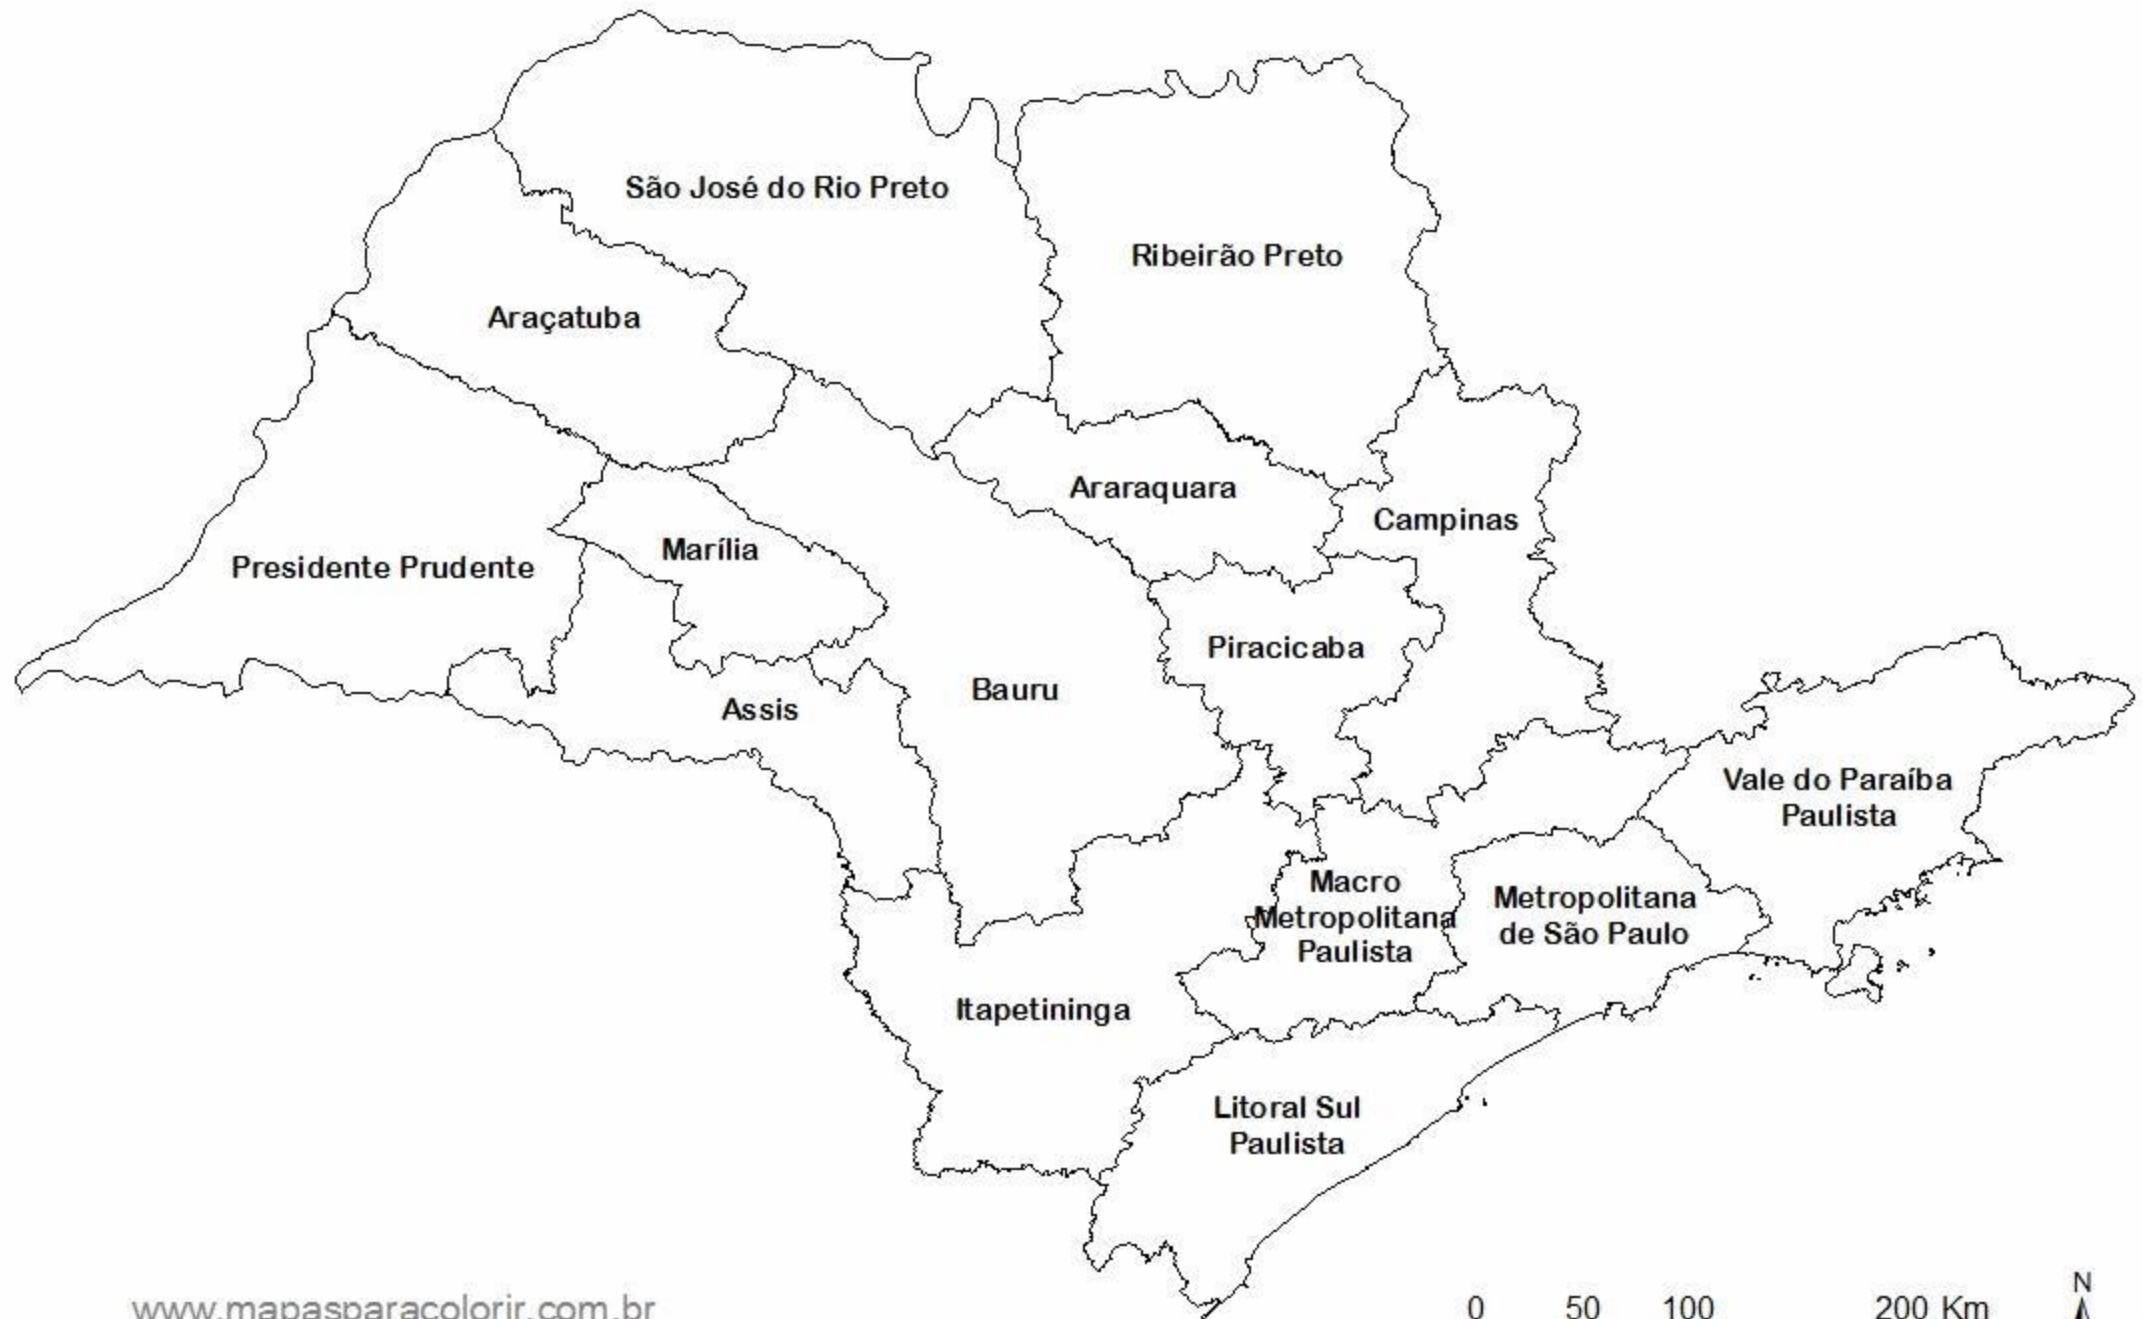 São José do Rio Preto
Ribeirão Preto
Araçatuba
Araraquara
Campinas
Marília
Presidente Prudente
Piracicaba
Bauru
Assis
Vale do Paraíba
Paulista
Macro
Metropolitana
Paulista
Metropolitana
de São Paulo
Itapetininga
Litoral Sul
Paulista
www.mapasparacolorir.com.br
0 50 100 200 Km
N